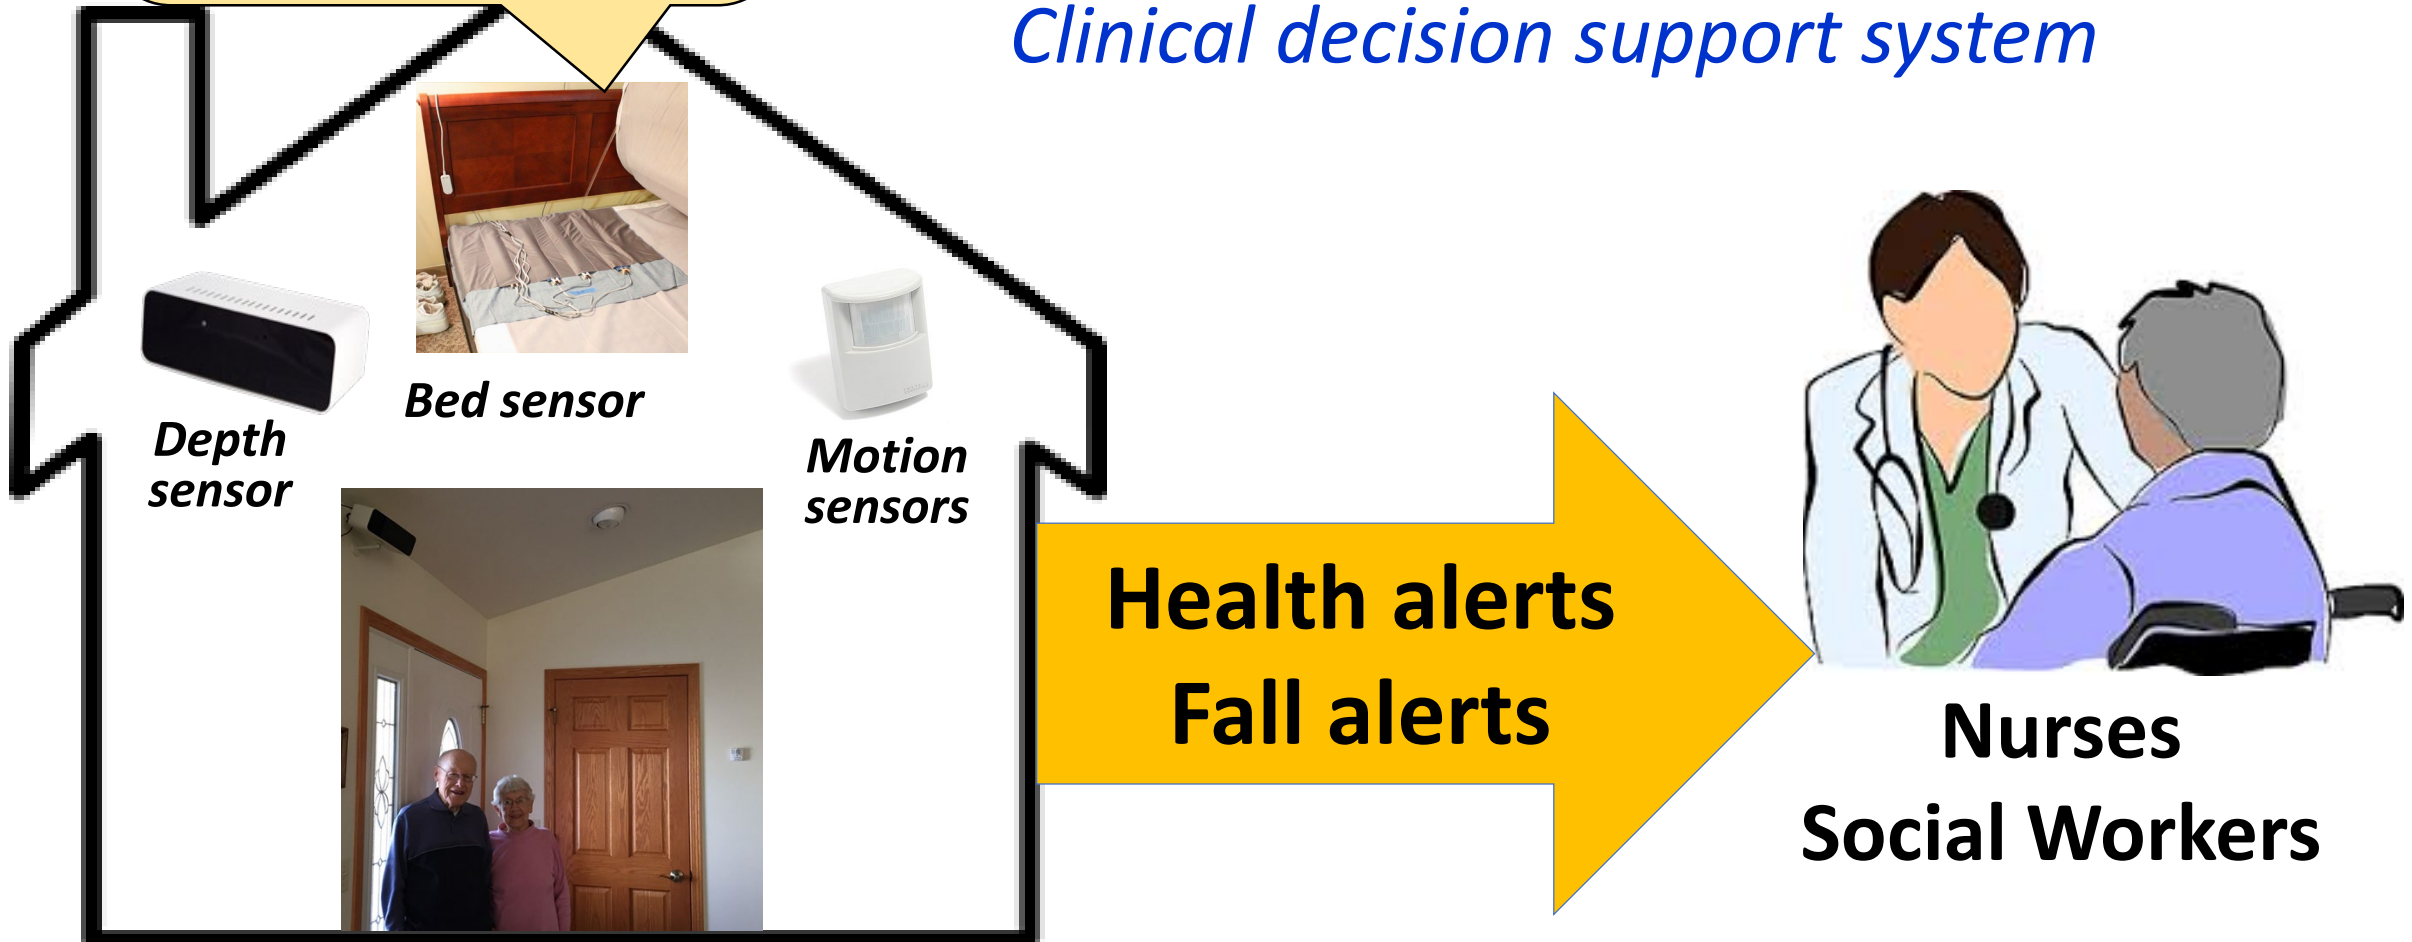 Clinical decision support system
Bed sensor
Depth
sensor
Motion
sensors
Health alerts
Fall alerts
Nurses
Social Workers